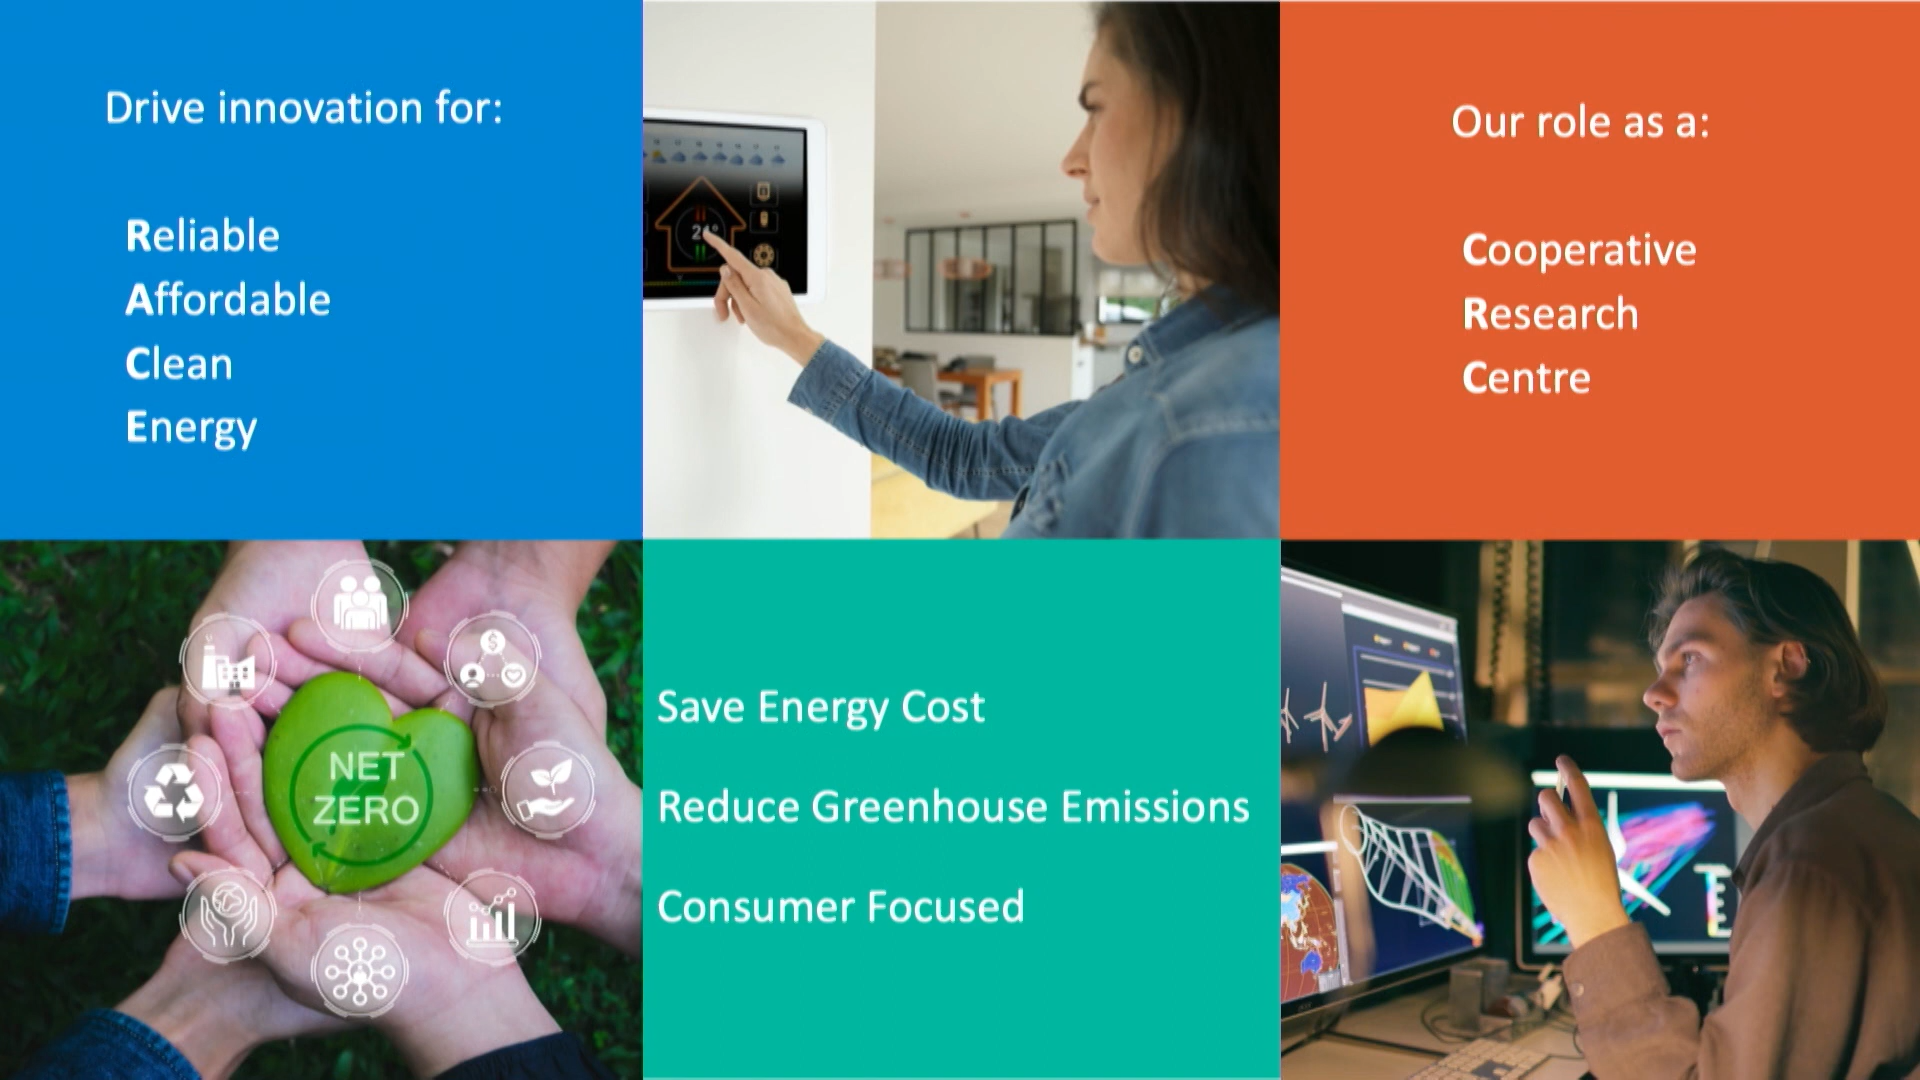 Drive innovation for:
Reliable
Affordable
Clean
Energy
Our role as a:
Cooperative
Research
Centre
NET
ZERO
Save Energy Cost
Reduce Greenhouse Emissions
Consumer Focused